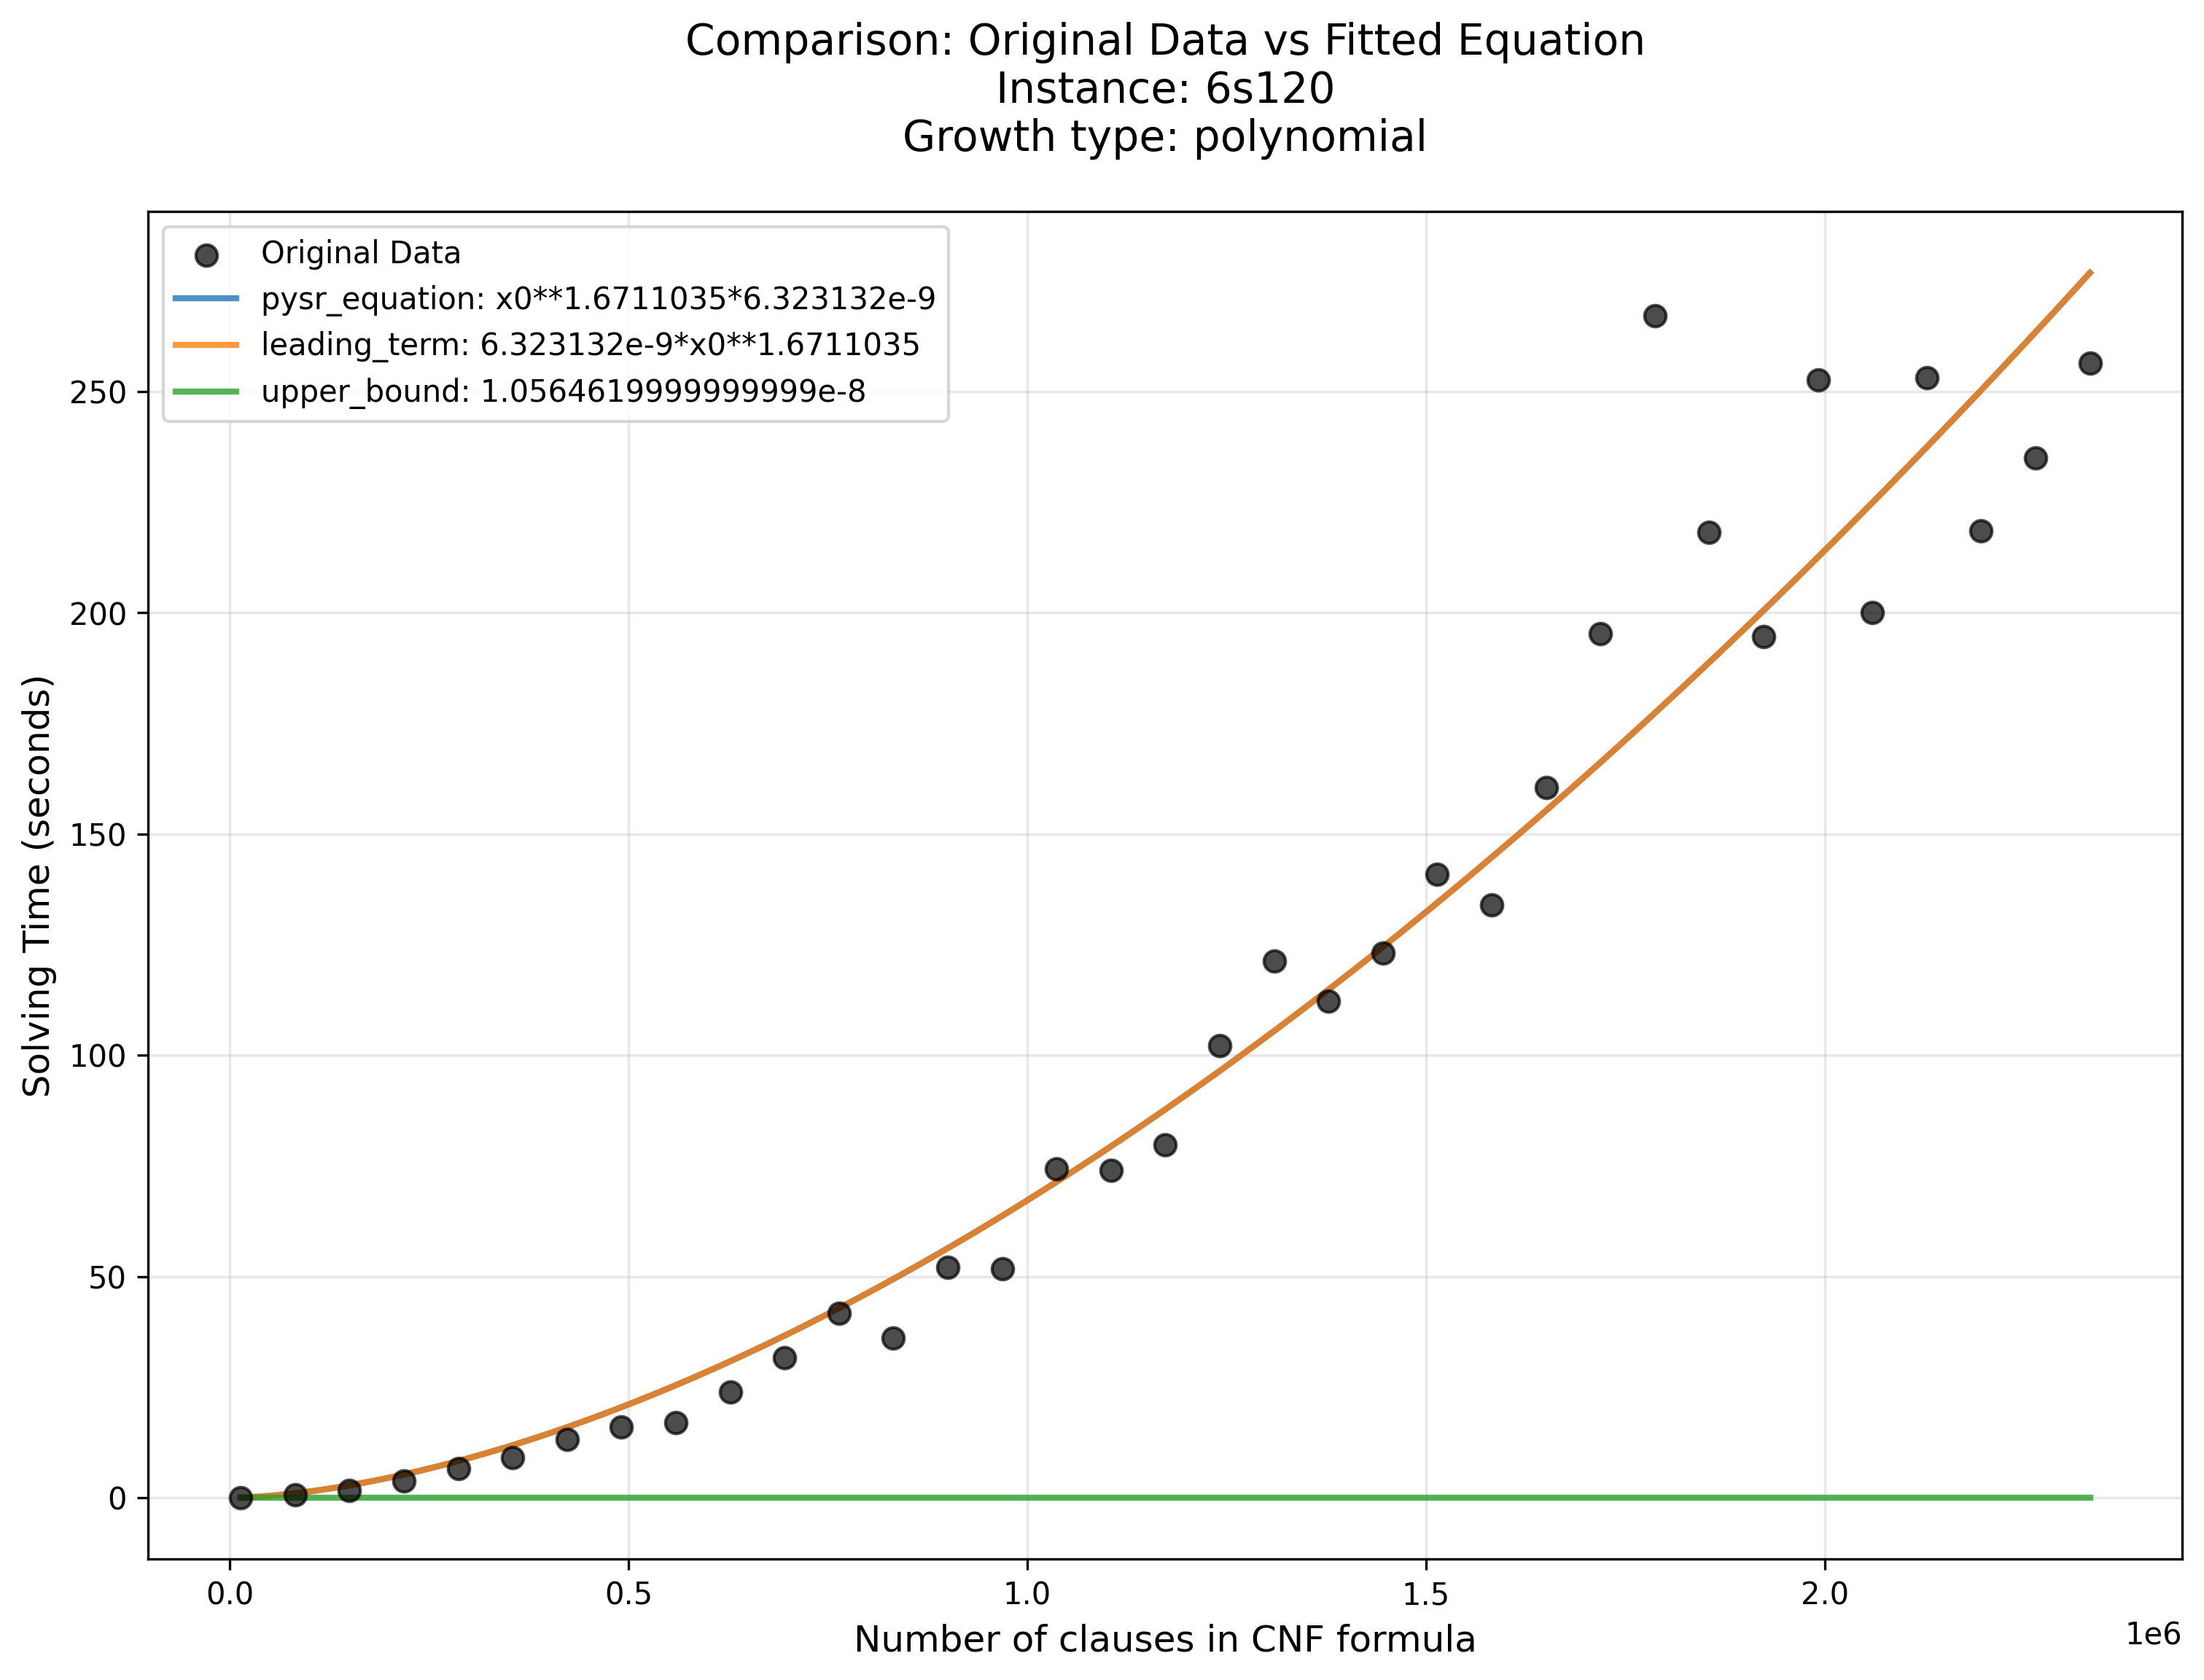 Comparison: Original Data vs Fitted Equation
Instance: 6s120
Growth type: polynomial
Original Data
pysr_equation: x0**1.6711035*6.323132e-9
leading_term: 6.323132e-9*x0**1.6711035
upper_bound: 1.0564619999999999e-8
Solving Time (seconds)
250
200
150
100
50
0
0.0
0.5
1.0
1.5
2.0
1e6
Number of clauses in CNF formula